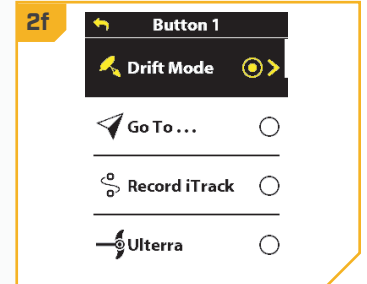 2f
Button 1
Drift Mode
Go To ...
Record iTrack
Ulterra